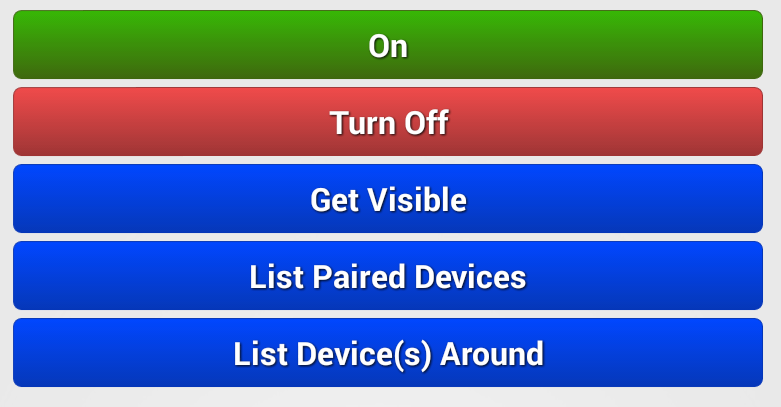 On
Turn Off
Get Visible
List Paired Devices
List Device(s) Around